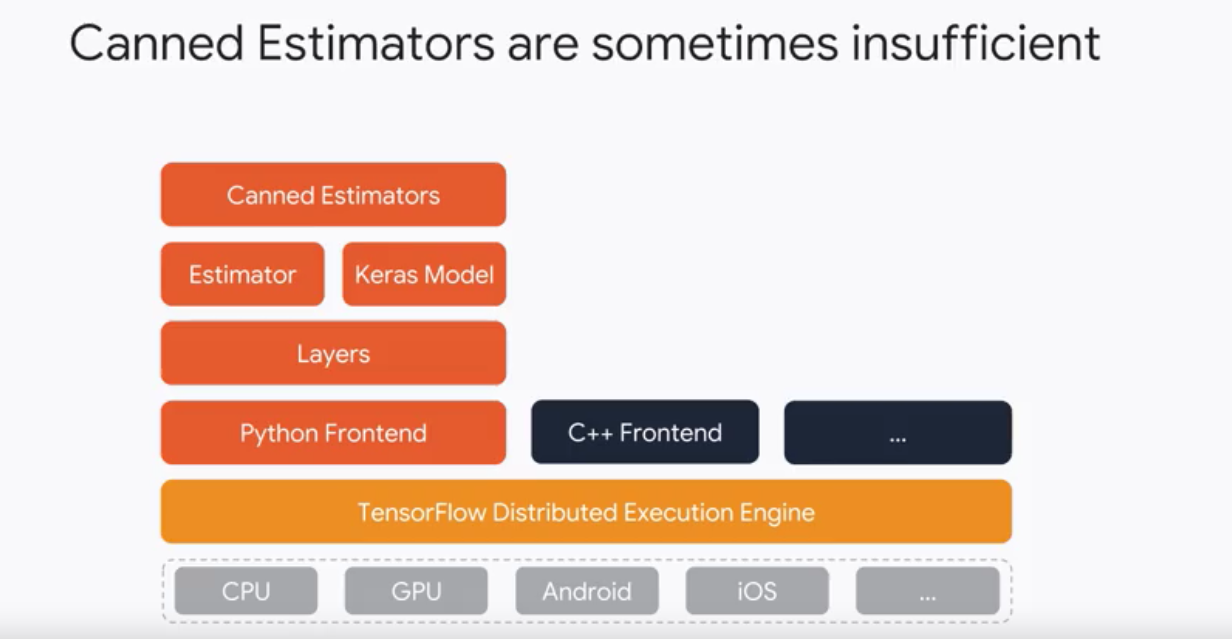 Canned Estimators are sometimes insufficient
Canned Estimators
Estimator
Keras Model
Layers
Python Frontend
C++ Frontend
...
TensorFlow Distributed Execution Engine
CPU
GPU
Android
iOS
...